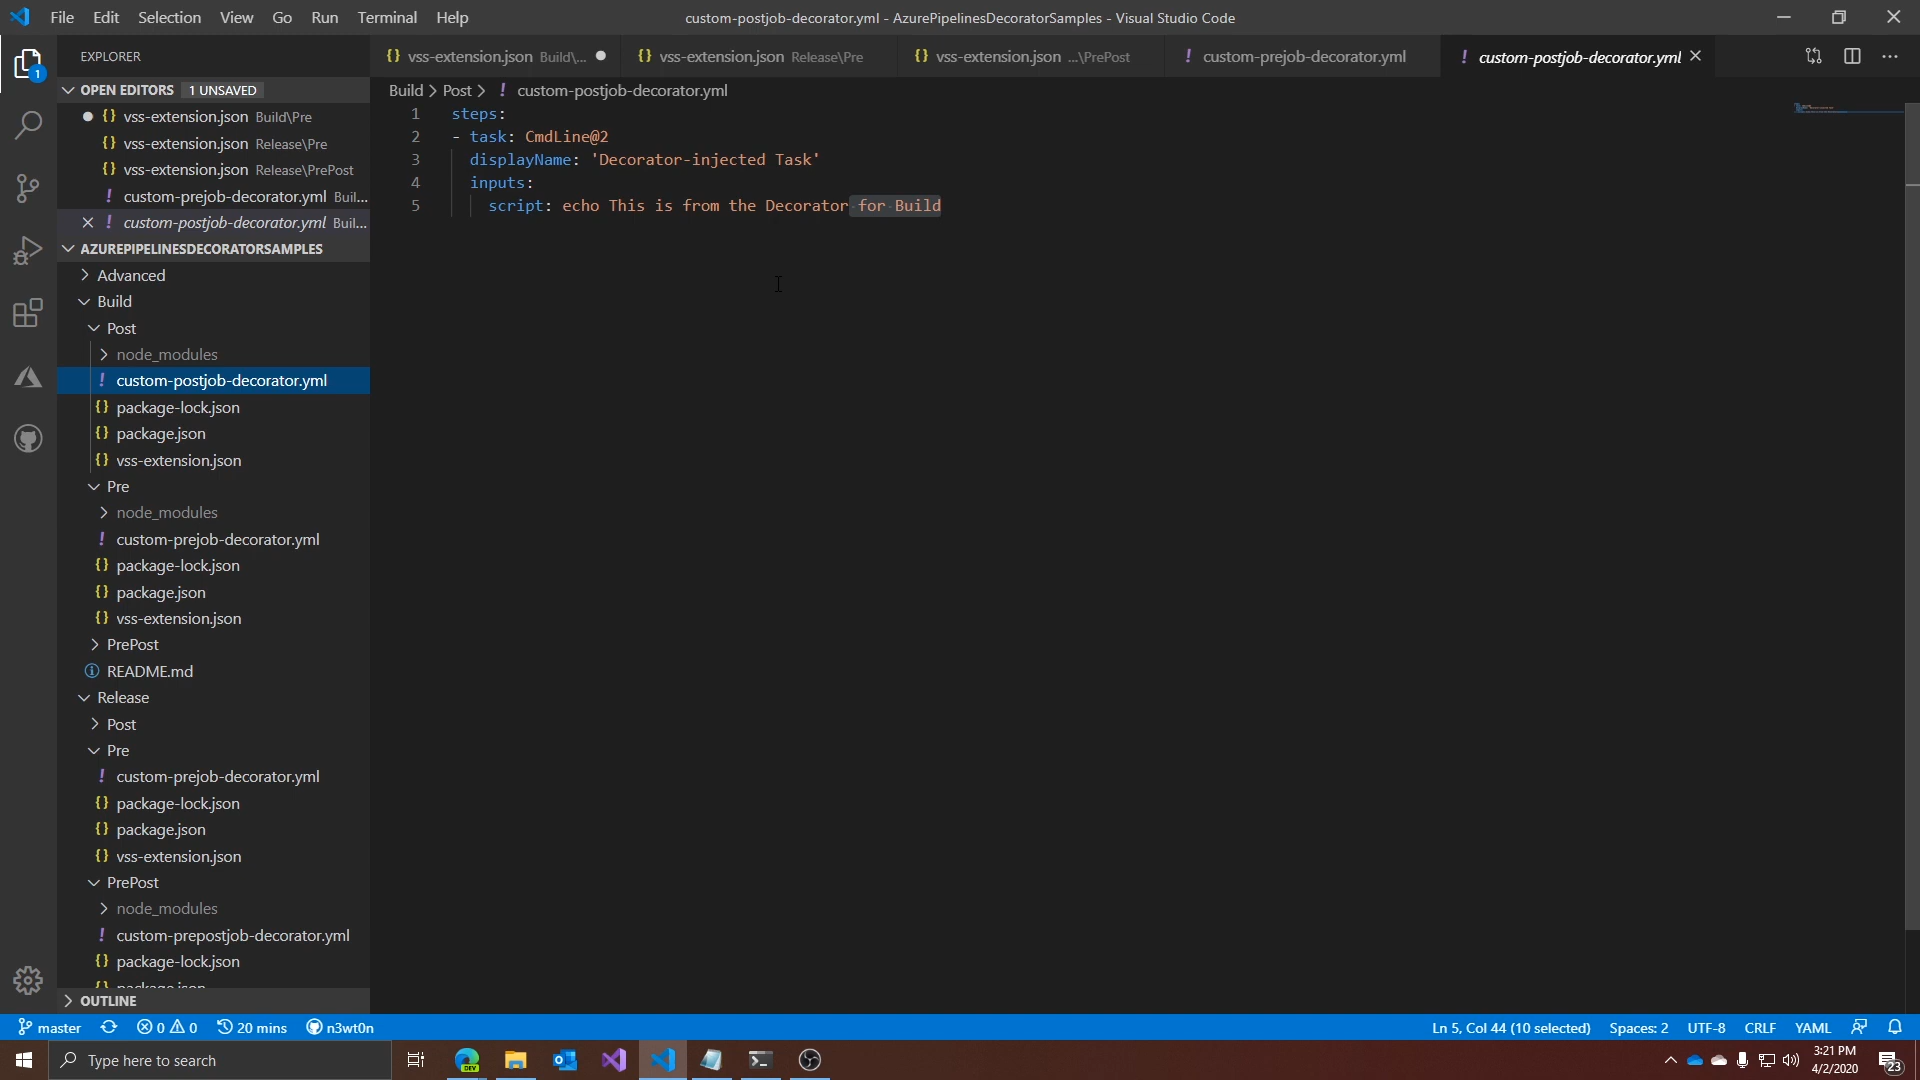 File Edit Selection View Go Run Terminal Help
custom-postjob-decorator.yml - AzurePipelinesDecoratorSamples - Visual Studio Code
EXPLORER
vss-extension.json Build\...
vss-extension.json Release\Pre
vss-extension.json ...\PrePost
custom-prejob-decorator.yml
custom-postjob-decorator.yml
1
OPEN EDITORS 1 UNSAVED
vss-extension.json Build\Pre
vss-extension.json Release\Pre
vss-extension.json Release\PrePost
custom-prejob-decorator.yml Buil...
custom-postjob-decorator.yml Buil...
AZUREPIPELINESDECORATORSAMPLES
Advanced
Build
Post
node_modules
custom-postjob-decorator.yml
package-lock.json
package.json
vss-extension.json
Pre
node_modules
custom-prejob-decorator.yml
package-lock.json
package.json
vss-extension.json
PrePost
README.md
Release
Post
Pre
custom-prejob-decorator.yml
package-lock.json
package.json
vss-extension.json
PrePost
node_modules
custom-prepostjob-decorator.yml
package-lock.json
package.json
OUTLINE
Build > Post > ! custom-postjob-decorator.yml
1 steps:
2 - task: CmdLine@2
3 displayName: 'Decorator-injected Task'
4 inputs:
5 script: echo This is from the Decorator for Build
master 0 0 20 mins n3wt0n
Ln 5, Col 44 (10 selected) Spaces: 2 UTF-8 CRLF YAML
Type here to search
DEV
3:21 PM
4/2/2020
23